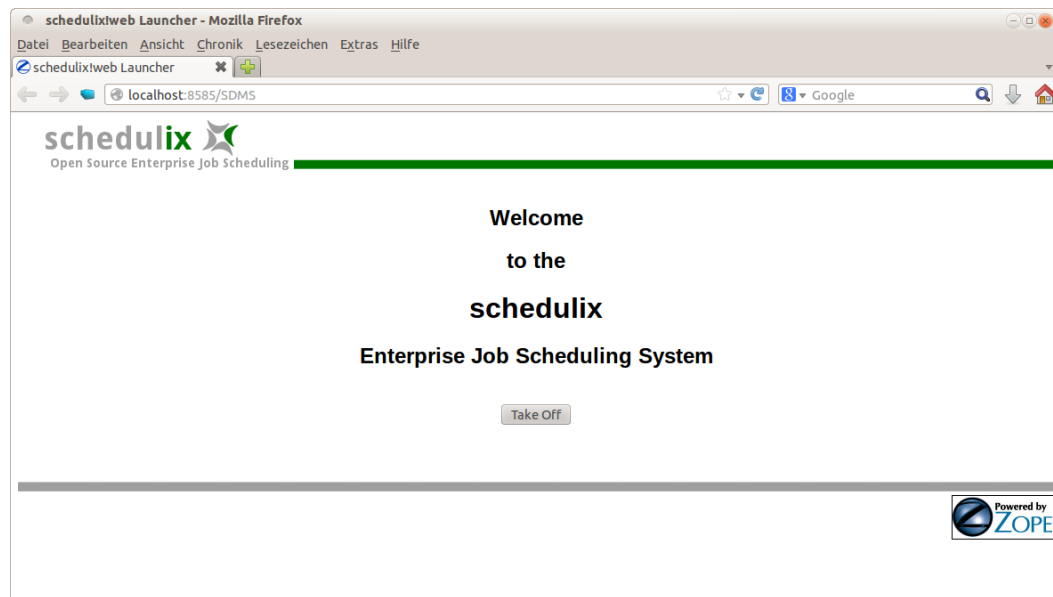 schedulix!web Launcher - Mozilla Firefox
Datei Bearbeiten Ansicht Chronik Lesezeichen Extras Hilfe
schedulix!web Launcher
localhost:8585/SDMS
8 Google
schedulix
Open Source Enterprise Job Scheduling
Welcome
to the
schedulix
Enterprise Job Scheduling System
Take Off
Powered by
ZOPE